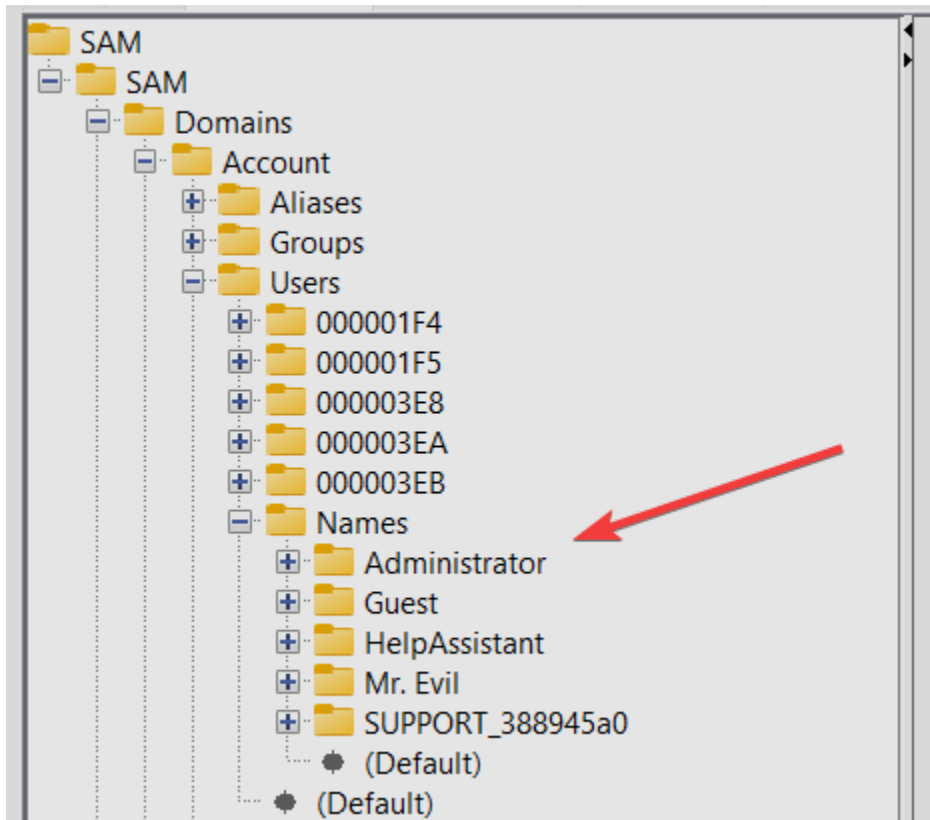 SAM
SAM
Domains
Account
Aliases
Groups
Users
000001F4
000001F5
000003E8
000003EA
000003EB
Names
Administrator
Guest
HelpAssistant
Mr. Evil
SUPPORT_388945a0
(Default)
(Default)